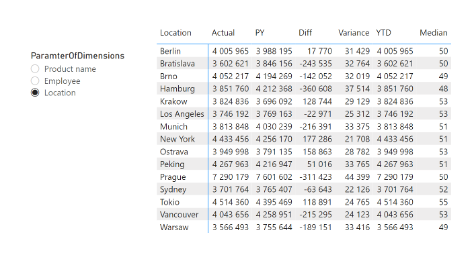 ParamterOfDimensions
Product name
Employee
Location
Location Actual PY Diff Variance YTD Median
Berlin 4 005 965 3 988 195 17 770 31 429 4 005 965 50
Bratislava 3 602 621 3 846 156 -243 535 32 764 3 602 621 50
Brno 4 052 217 4 194 269 -142 052 32 019 4 052 217 49
Hamburg 3 851 760 4 212 368 -360 608 37 514 3 851 760 48
Krakow 3 824 836 3 696 092 128 744 29 129 3 824 836 53
Los Angeles 3 746 192 3 769 163 -22 971 25 312 3 746 192 53
Munich 3 813 848 4 030 239 -216 391 33 375 3 813 848 51
New York 4 433 456 4 256 170 177 286 21 708 4 433 456 51
Ostrava 3 949 998 3 791 135 158 863 28 782 3 949 998 53
Peking 4 267 963 4 216 947 51 016 33 765 4 267 963 51
Prague 7 290 179 7 601 602 -311 423 44 399 7 290 179 50
Sydney 3 701 764 3 765 407 -63 643 22 126 3 701 764 52
Tokio 4 514 360 4 395 469 118 891 24 765 4 514 360 55
Vancouver 4 043 656 4 258 951 -215 295 24 123 4 043 656 53
Warsaw 3 566 493 3 755 644 -189 151 33 416 3 566 493 49